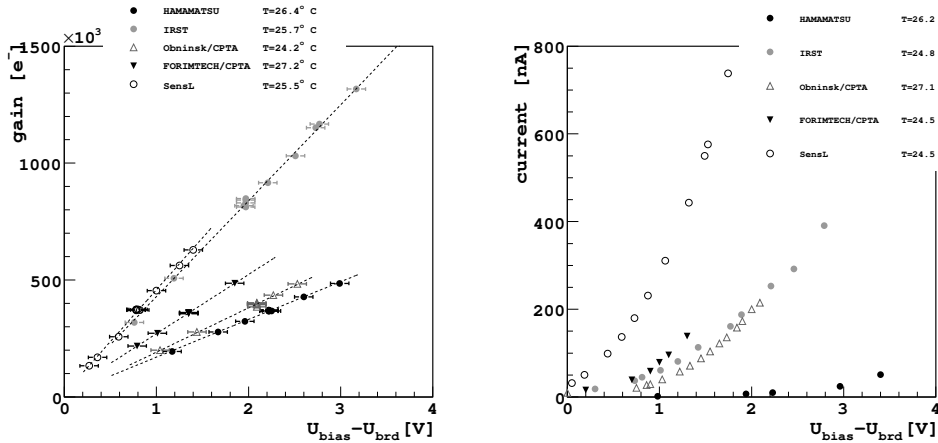 HAMAMATSU T=26.4° C
IRST T=25.7° C
Obninsk/CPTA T=24.2° C
FORIMTECH/CPTA T=27.2° C
SensL T=25.5° C
×10³
gain [e⁻]
1500
1000
500
0
0 1 2 3 4
U_bias−U_brd [V]
HAMAMATSU T=26.2
IRST T=24.8
Obninsk/CPTA T=27.1
FORIMTECH/CPTA T=24.5
SensL T=24.5
current [nA]
800
600
400
200
0
0 1 2 3 4
U_bias−U_brd [V]